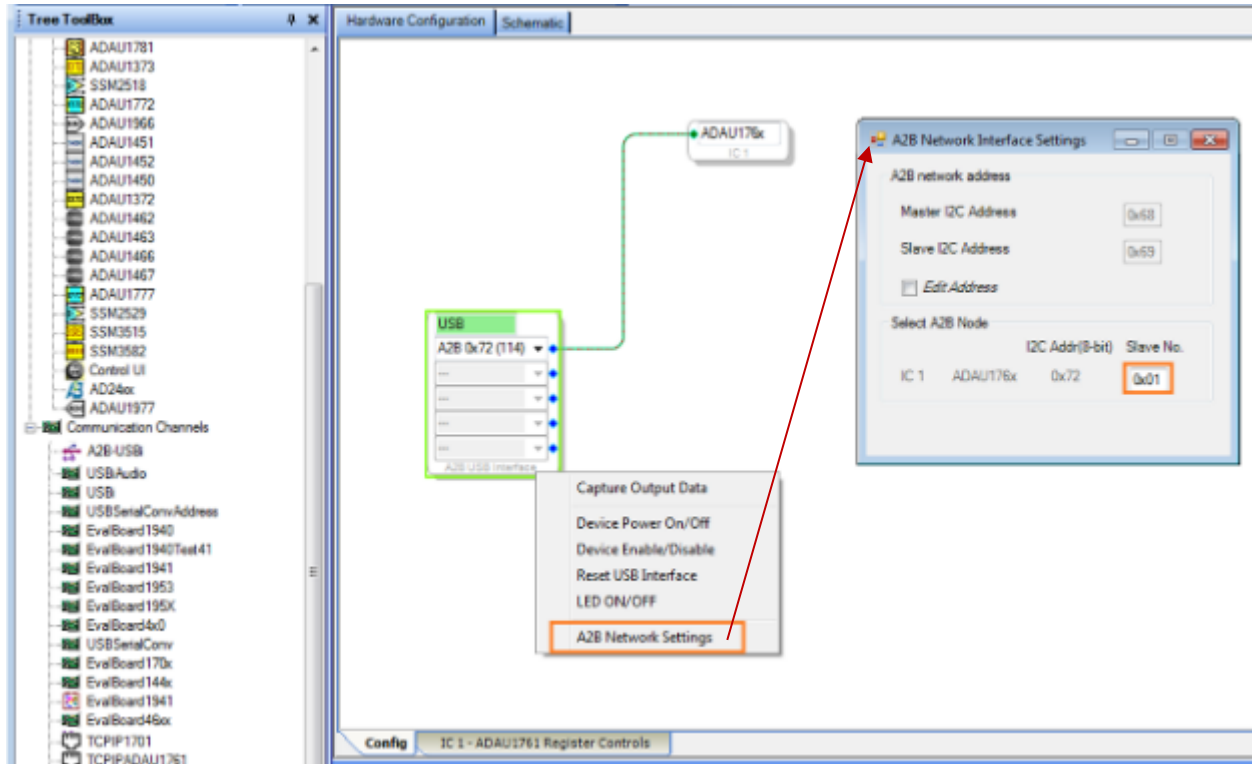 Tree ToolBox
ADAU1781
ADAU1373
SSM2518
ADAU1772
ADAU1966
ADAU1451
ADAU1452
ADAU1450
ADAU1372
ADAU1462
ADAU1463
ADAU1466
ADAU1467
ADAU1777
SSM2529
SSM3515
SSM3582
Control UI
AD24xx
ADAU1977
Communication Channels
A2B-USBi
USBiAudio
USBi
USBSerialConvAddress
EvalBoard1940
EvalBoard1940Test41
EvalBoard1941
EvalBoard1953
EvalBoard195X
EvalBoard4x0
USBSerialConv
EvalBoard170x
EvalBoard144x
EvalBoard1941
EvalBoard46xx
TCPIP1701
TCPIPADAU1761
Hardware Configuration Schematic
ADAU176x
IC 1
USB
A2B 0x72 (114)
---
---
---
---
A2B USB Interface
Capture Output Data
Device Power On/Off
Device Enable/Disable
Reset USB Interface
LED ON/OFF
A2B Network Settings
A2B Network Interface Settings
A2B network address
Master I2C Address 0x68
Slave I2C Address 0x69
Edit Address
Select A2B Node
I2C Addr(8-bit) Slave No.
IC 1 ADAU176x 0x72 0x01
Config IC 1 - ADAU1761 Register Controls